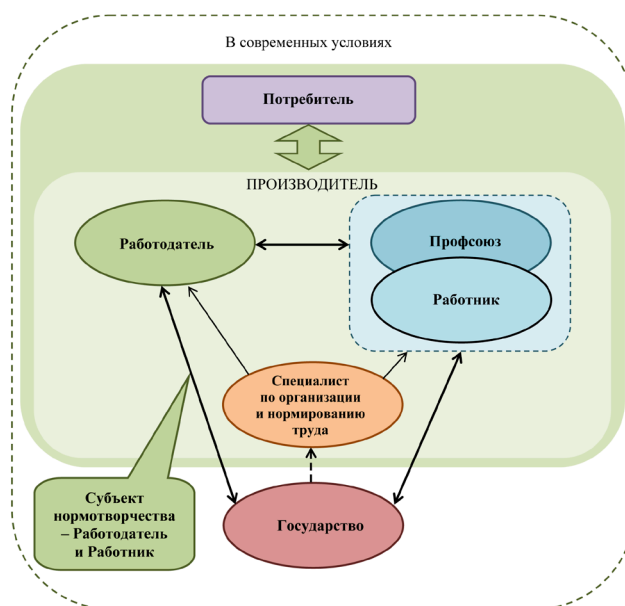 В современных условиях
Потребитель
ПРОИЗВОДИТЕЛЬ
Работодатель
Профсоюз
Работник
Специалист
по организации
и нормированию
труда
Субъект
нормотворчества
– Работодатель
и Работник
Государство